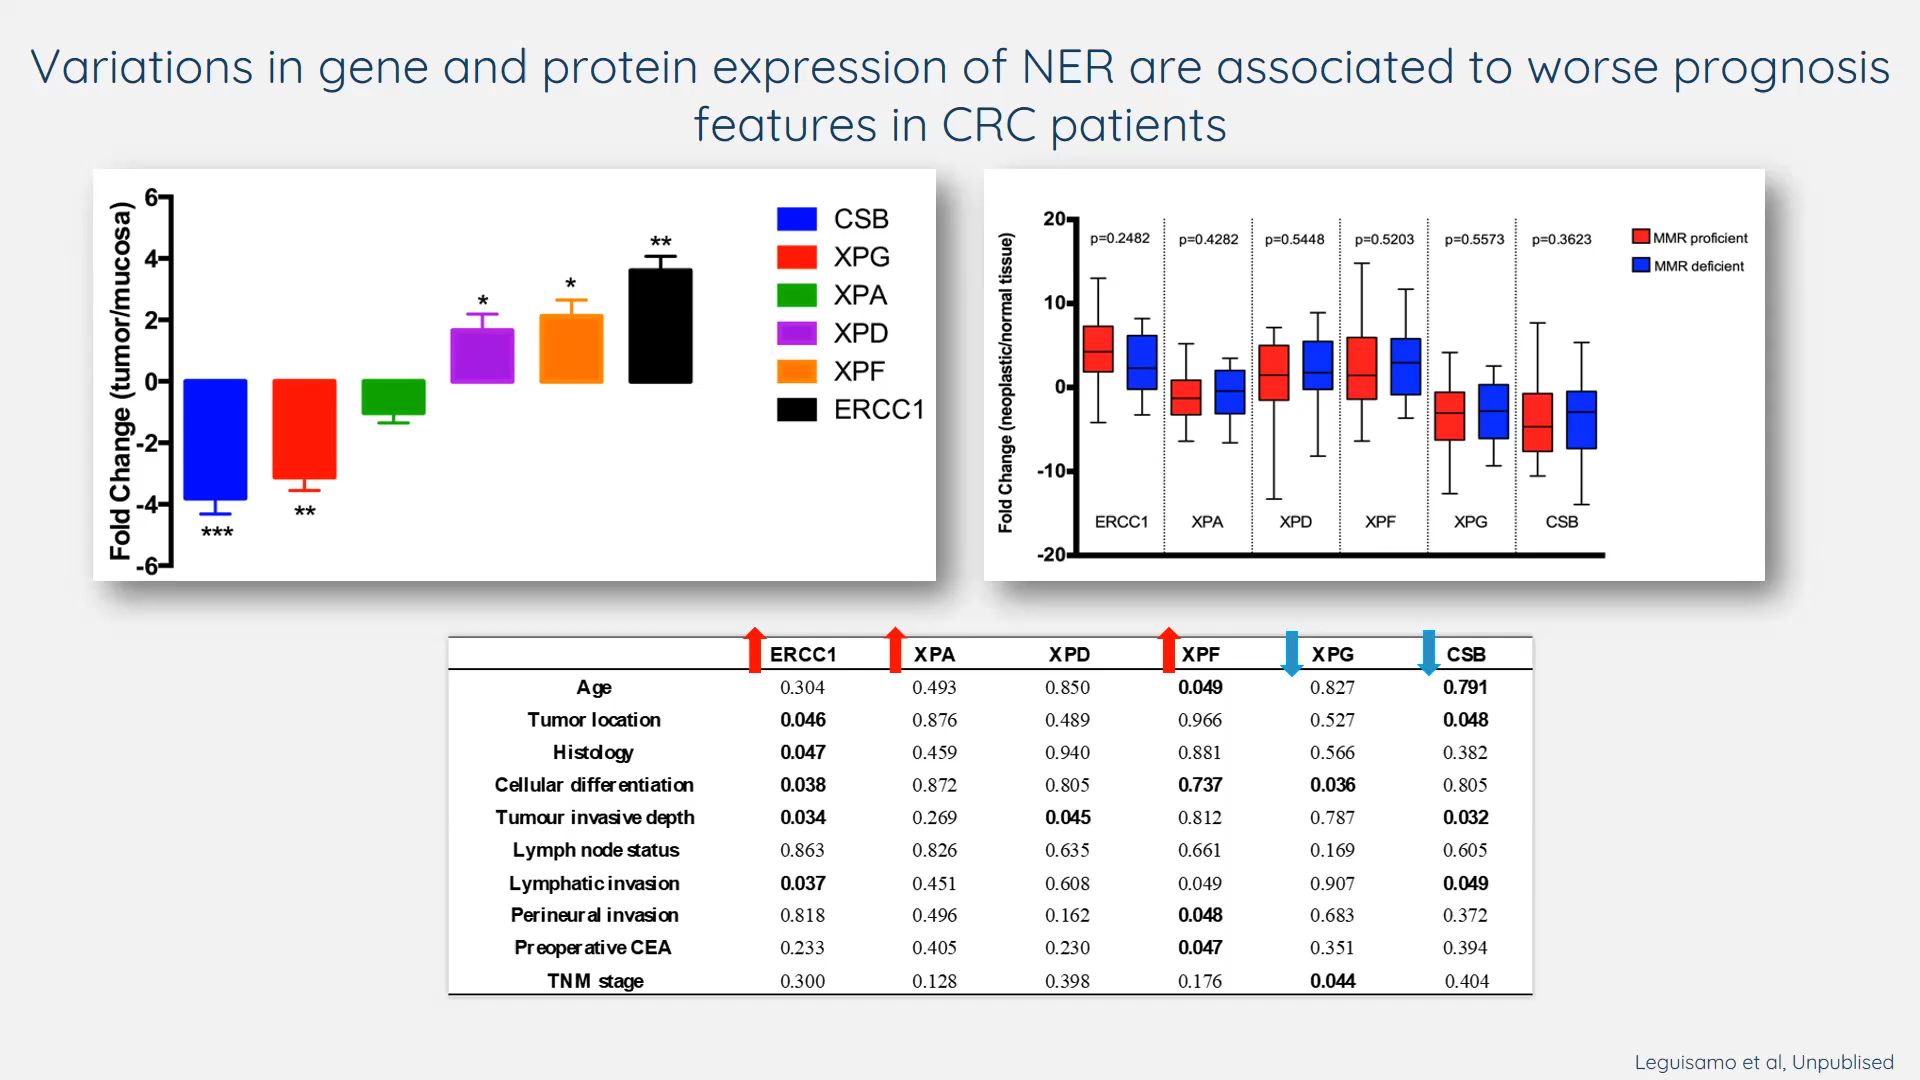 Variations in gene and protein expression of NER are associated to worse prognosis
features in CRC patients
Fold Change (tumor/mucosa)
6
4
2
0
-2
-4
-6
***
**
*
*
**
CSB
XPG
XPA
XPD
XPF
ERCC1
Fold Change (neoplastic/normal tissue)
20
10
0
-10
-20
p=0.2482 p=0.4282 p=0.5448 p=0.5203 p=0.5573 p=0.3623
ERCC1 XPA XPD XPF XPG CSB
MMR proficient
MMR deficient
ERCC1 XPA XPD XPF XPG CSB
Age 0.304 0.493 0.850 0.049 0.827 0.791
Tumor location 0.046 0.876 0.489 0.966 0.527 0.048
Histology 0.047 0.459 0.940 0.881 0.566 0.382
Cellular differentiation 0.038 0.872 0.805 0.737 0.036 0.805
Tumour invasive depth 0.034 0.269 0.045 0.812 0.787 0.032
Lymph node status 0.863 0.826 0.635 0.661 0.169 0.605
Lymphatic invasion 0.037 0.451 0.608 0.049 0.907 0.049
Perineural invasion 0.818 0.496 0.162 0.048 0.683 0.372
Preoperative CEA 0.233 0.405 0.230 0.047 0.351 0.394
TNM stage 0.300 0.128 0.398 0.176 0.044 0.404
Leguisamo et al, Unpublised